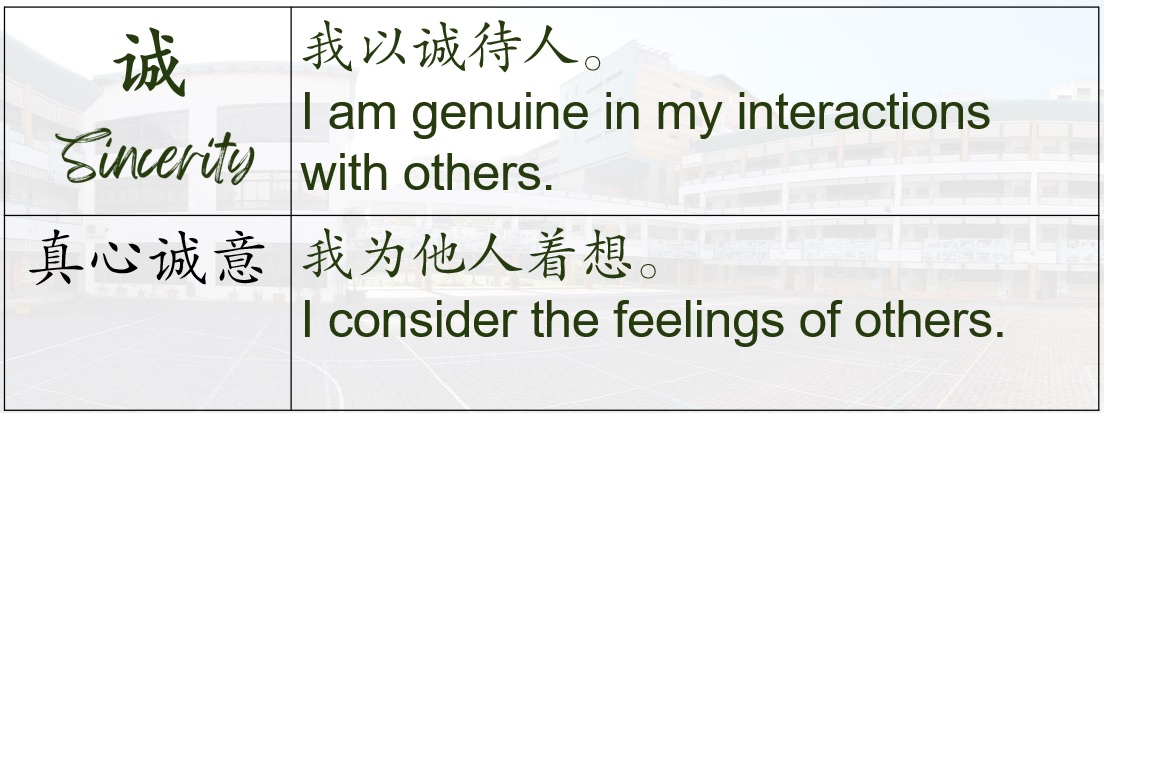 诚
Sincerity
我以诚待人。
I am genuine in my interactions
with others.
真心诚意
我为他人着想。
I consider the feelings of others.